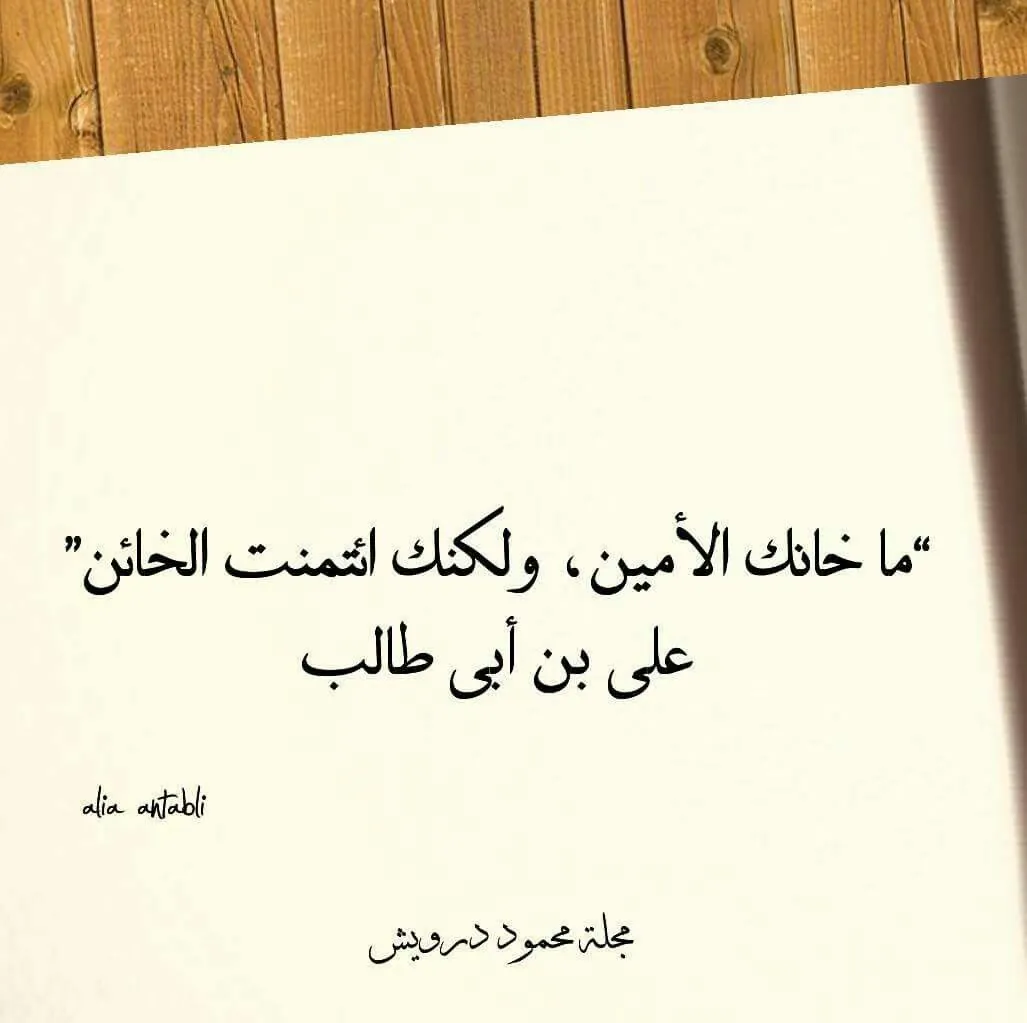 “ما خانك الأمين، ولكنك ائتمنت الخائن”
على بن أبى طالب
alia antabli
مجلة محمود درويش